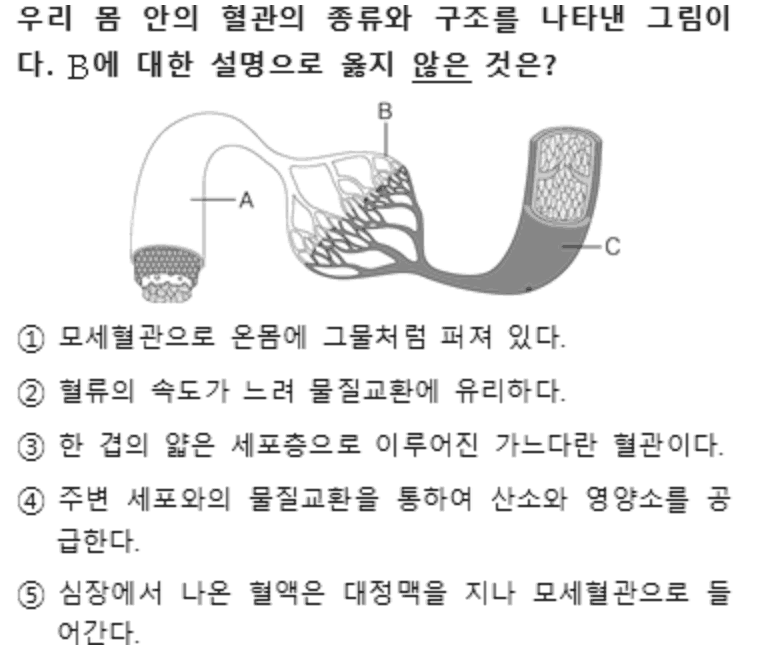 우리 몸 안의 혈관의 종류와 구조를 나타낸 그림이
다. B에 대한 설명으로 옳지 않은 것은?
B
A
C
① 모세혈관으로 온몸에 그물처럼 퍼져 있다.
② 혈류의 속도가 느려 물질교환에 유리하다.
③ 한 겹의 얇은 세포층으로 이루어진 가느다란 혈관이다.
④ 주변 세포와의 물질교환을 통하여 산소와 영양소를 공
급한다.
⑤ 심장에서 나온 혈액은 대정맥을 지나 모세혈관으로 들
어간다.